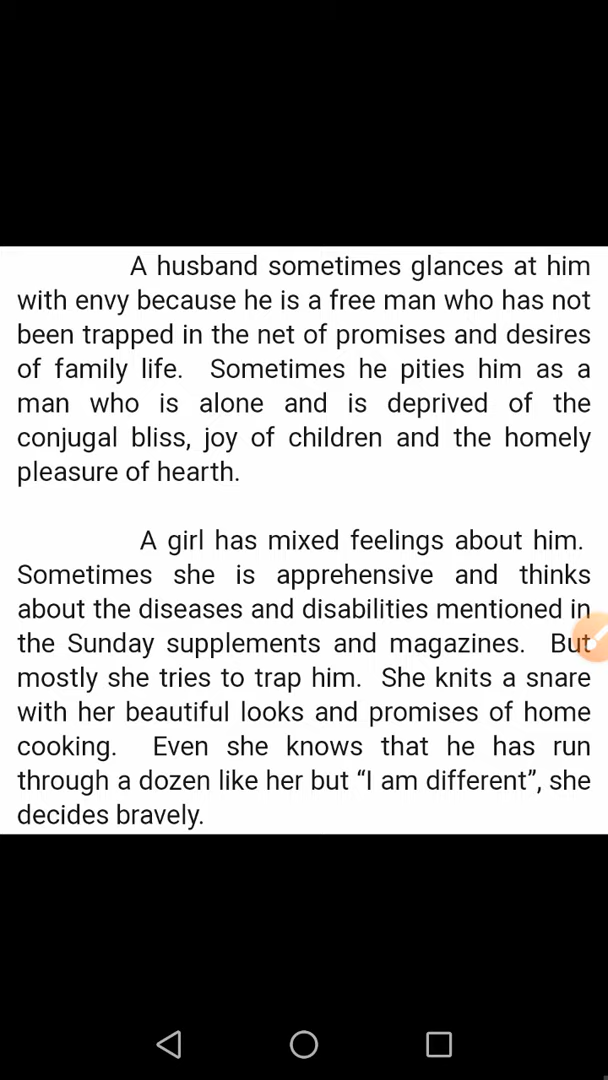 A husband sometimes glances at him
with envy because he is a free man who has not
been trapped in the net of promises and desires
of family life. Sometimes he pities him as a
man who is alone and is deprived of the
conjugal bliss, joy of children and the homely
pleasure of hearth.
A girl has mixed feelings about him.
Sometimes she is apprehensive and thinks
about the diseases and disabilities mentioned in
the Sunday supplements and magazines. But
mostly she tries to trap him. She knits a snare
with her beautiful looks and promises of home
cooking. Even she knows that he has run
through a dozen like her but “I am different”, she
decides bravely.